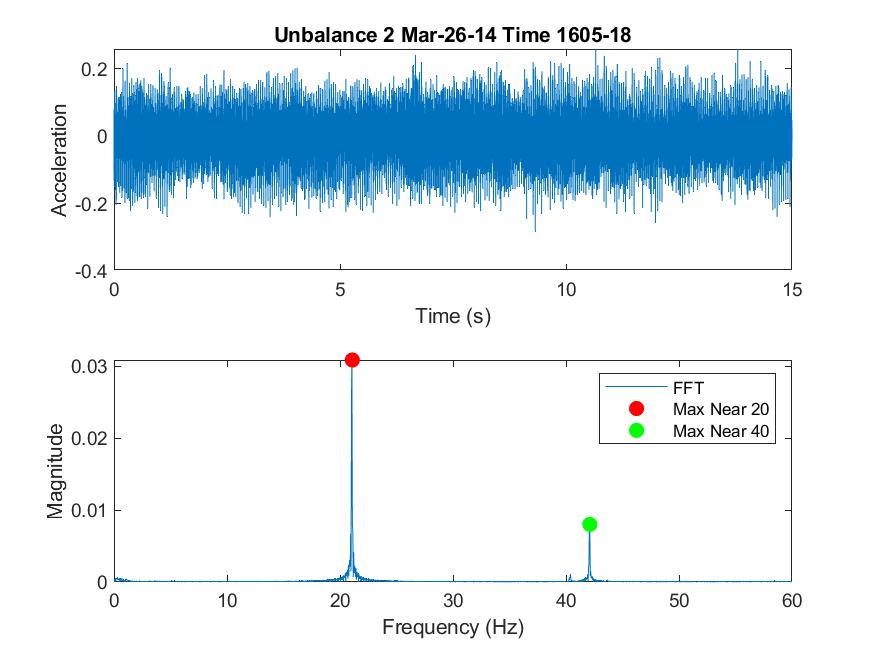 Unbalance 2 Mar-26-14 Time 1605-18
Acceleration
0.2
0
-0.2
-0.4
0 5 10 15
Time (s)
Magnitude
0.03
0.02
0.01
0
FFT
Max Near 20
Max Near 40
0 10 20 30 40 50 60
Frequency (Hz)